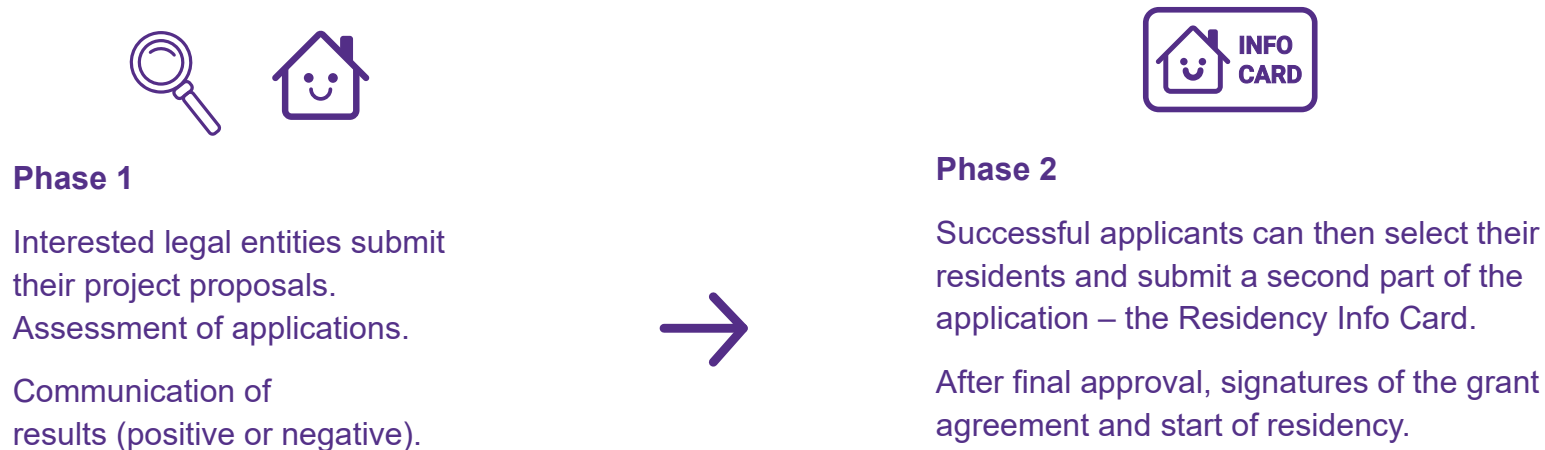 Phase 1
Interested legal entities submit
their project proposals.
Assessment of applications.
Communication of
results (positive or negative).
INFO
CARD
Phase 2
Successful applicants can then select their
residents and submit a second part of the
application – the Residency Info Card.
After final approval, signatures of the grant
agreement and start of residency.